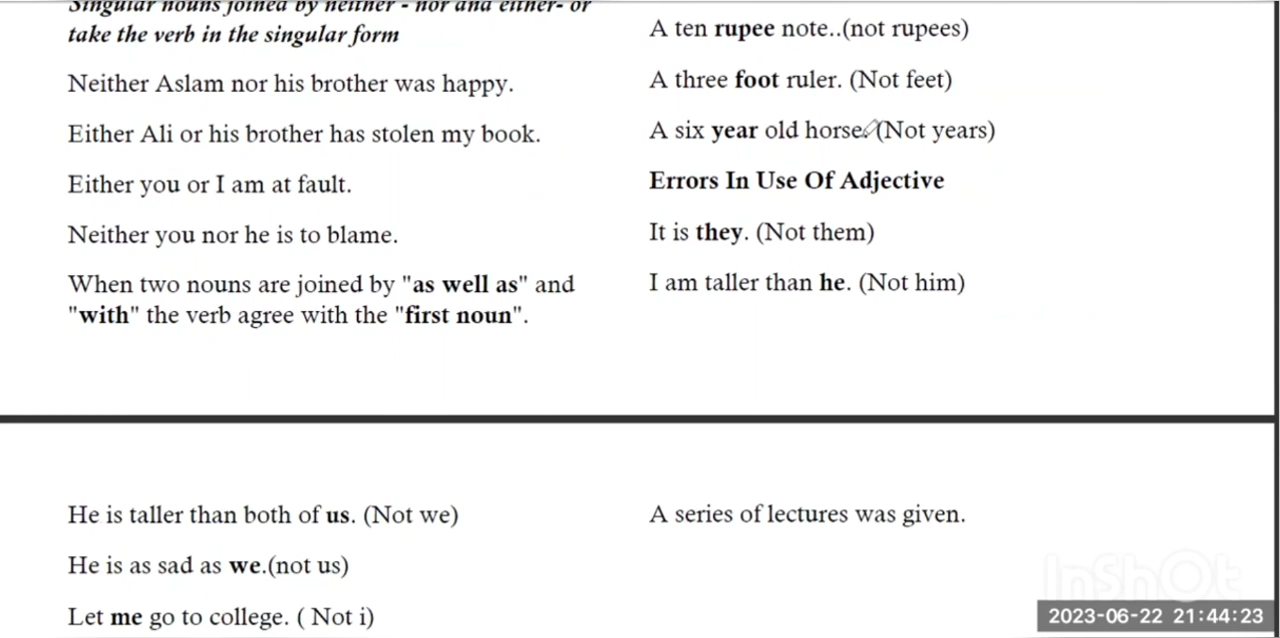 Singular nouns joined by neither - nor and either- or
take the verb in the singular form
Neither Aslam nor his brother was happy.
Either Ali or his brother has stolen my book.
Either you or I am at fault.
Neither you nor he is to blame.
When two nouns are joined by "as well as" and
"with" the verb agree with the "first noun".
A ten rupee note..(not rupees)
A three foot ruler. (Not feet)
A six year old horse. (Not years)
Errors In Use Of Adjective
It is they. (Not them)
I am taller than he. (Not him)
He is taller than both of us. (Not we)
He is as sad as we.(not us)
Let me go to college. ( Not i)
A series of lectures was given.
InShOt
2023-06-22 21:44:23